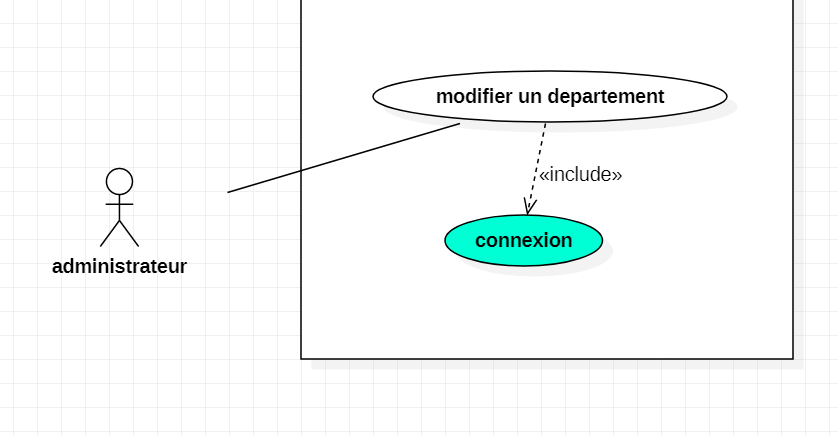 modifier un departement
«include»
connexion
administrateur